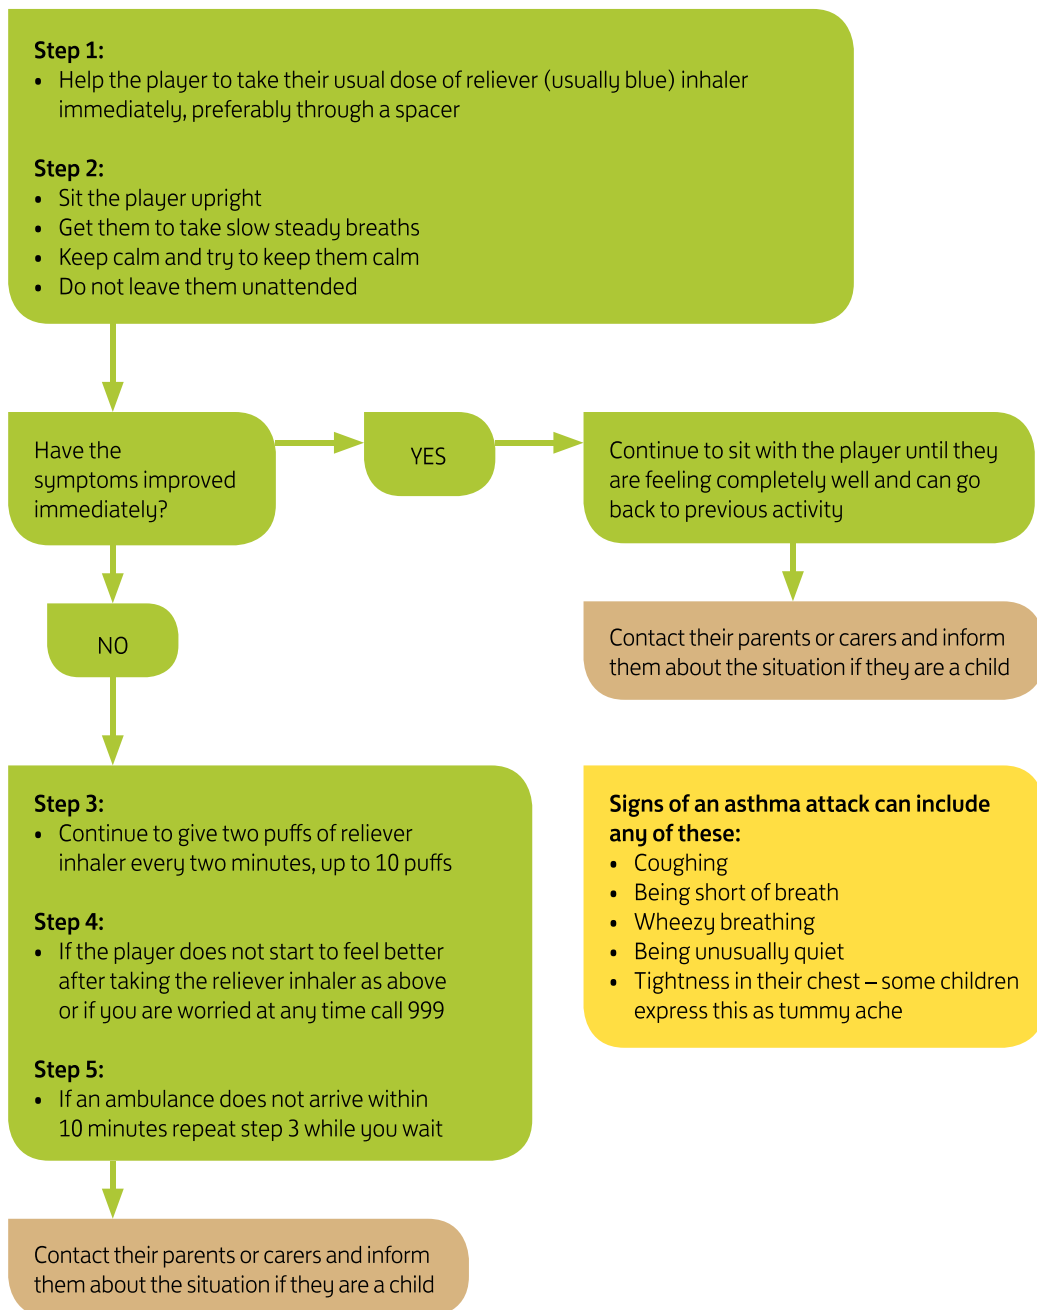 Step 1:
• Help the player to take their usual dose of reliever (usually blue) inhaler
immediately, preferably through a spacer
Step 2:
• Sit the player upright
• Get them to take slow steady breaths
• Keep calm and try to keep them calm
• Do not leave them unattended
Have the
symptoms improved
immediately?
YES
Continue to sit with the player until they
are feeling completely well and can go
back to previous activity
Contact their parents or carers and inform
them about the situation if they are a child
NO
Step 3:
• Continue to give two puffs of reliever
inhaler every two minutes, up to 10 puffs
Step 4:
• If the player does not start to feel better
after taking the reliever inhaler as above
or if you are worried at any time call 999
Step 5:
• If an ambulance does not arrive within
10 minutes repeat step 3 while you wait
Signs of an asthma attack can include
any of these:
• Coughing
• Being short of breath
• Wheezy breathing
• Being unusually quiet
• Tightness in their chest – some children
express this as tummy ache
Contact their parents or carers and inform
them about the situation if they are a child